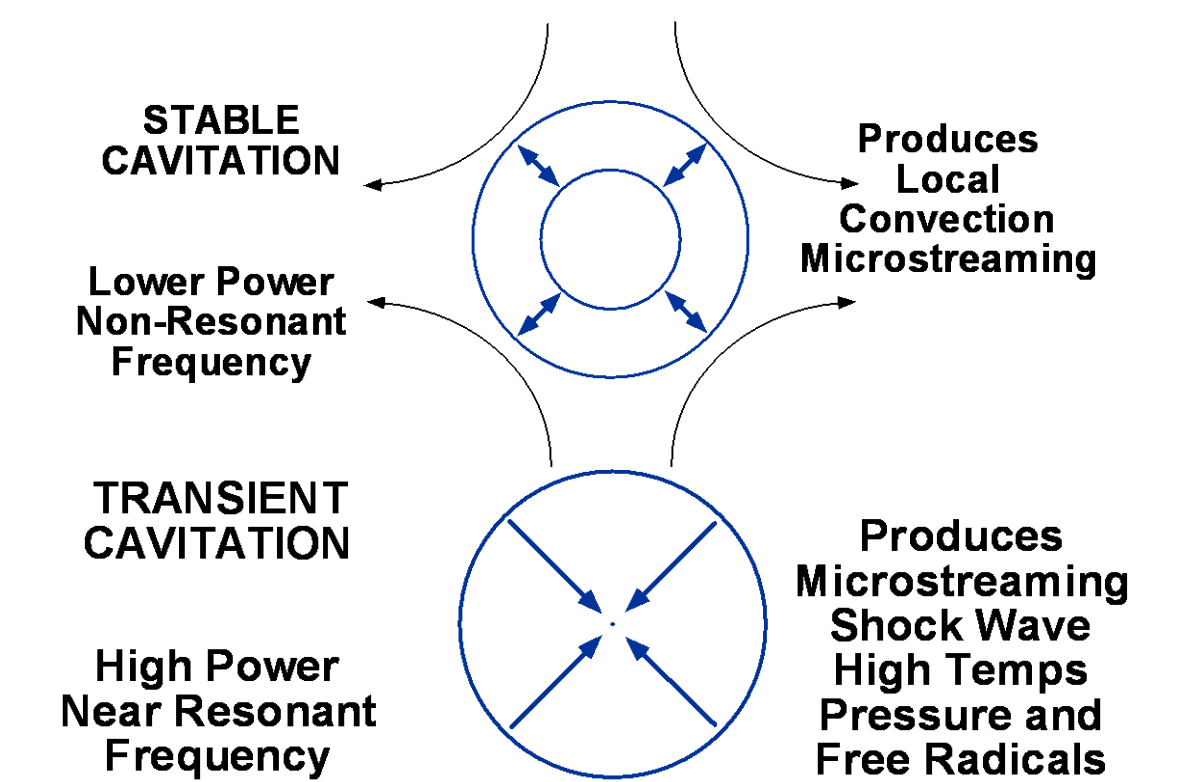 STABLE
CAVITATION
Produces
Local
Convection
Microstreaming
Lower Power
Non-Resonant
Frequency
TRANSIENT
CAVITATION
Produces
Microstreaming
Shock Wave
High Temps
Pressure and
Free Radicals
High Power
Near Resonant
Frequency